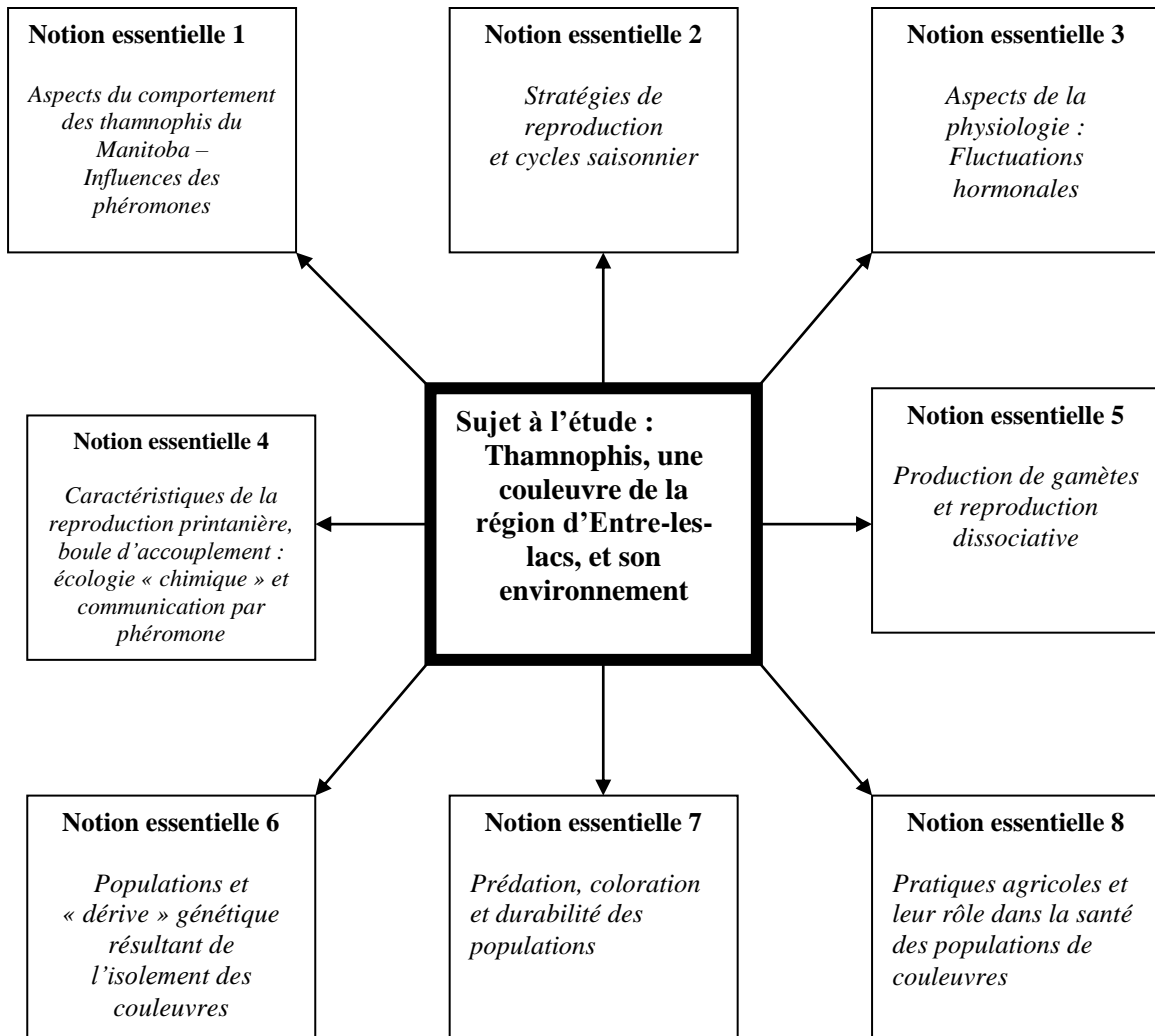 Notion essentielle 1
Aspects du comportement
des thamnophis du
Manitoba –
Influences des
phéromones
Notion essentielle 2
Stratégies de
reproduction
et cycles saisonnier
Notion essentielle 3
Aspects de la
physiologie :
Fluctuations
hormonales
Notion essentielle 4
Caractéristiques de la
reproduction printanière,
boule d’accouplement :
écologie « chimique » et
communication par
phéromone
Sujet à l’étude :
Thamnophis, une
couleuvre de la
région d’Entre-les-
lacs, et son
environnement
Notion essentielle 5
Production de gamètes
et reproduction
dissociative
Notion essentielle 6
Populations et
« dérive » génétique
résultant de
l’isolement des
couleuvres
Notion essentielle 7
Prédation, coloration
et durabilité des
populations
Notion essentielle 8
Pratiques agricoles et
leur rôle dans la santé
des populations de
couleuvres